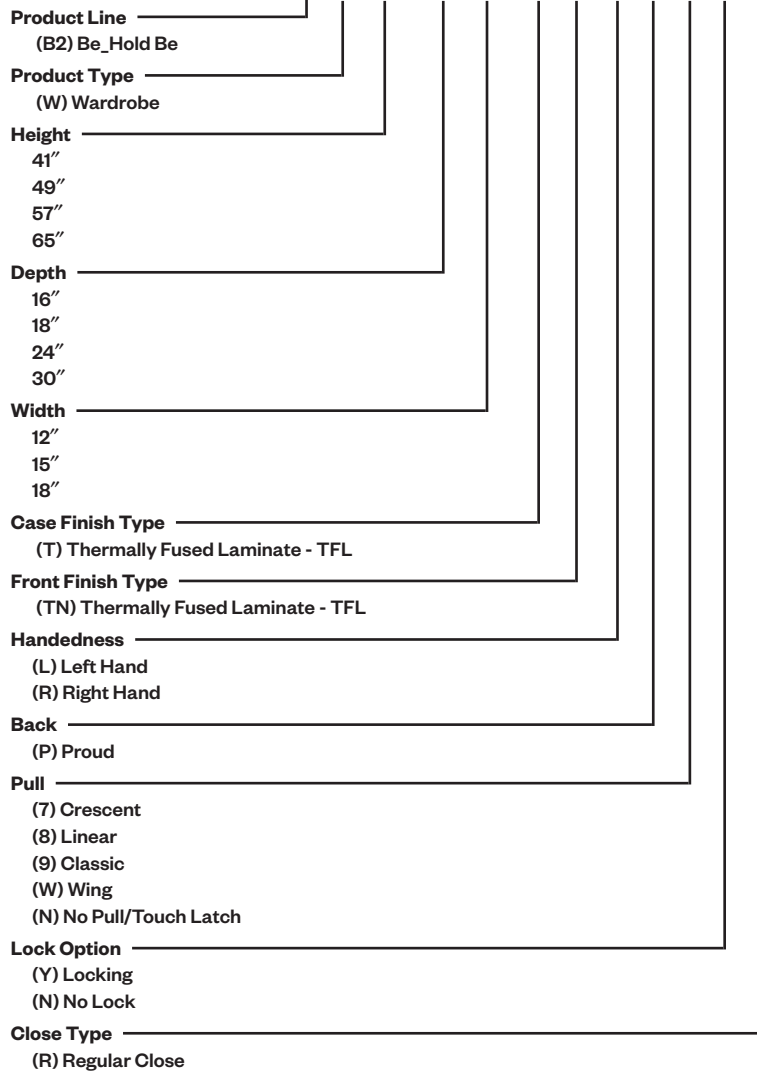 Product Line
(B2) Be_Hold Be
Product Type
(W) Wardrobe
Height
41″
49″
57″
65″
Depth
16″
18″
24″
30″
Width
12″
15″
18″
Case Finish Type
(T) Thermally Fused Laminate - TFL
Front Finish Type
(TN) Thermally Fused Laminate - TFL
Handedness
(L) Left Hand
(R) Right Hand
Back
(P) Proud
Pull
(7) Crescent
(8) Linear
(9) Classic
(W) Wing
(N) No Pull/Touch Latch
Lock Option
(Y) Locking
(N) No Lock
Close Type
(R) Regular Close